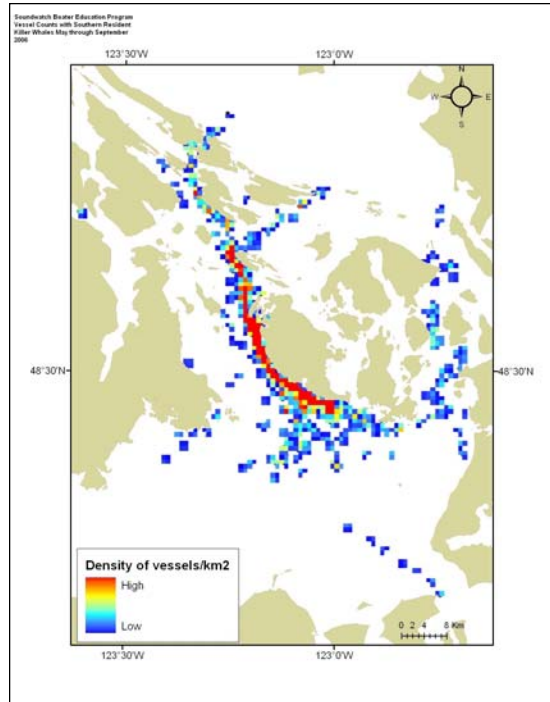 Soundwatch Boater Education Program
Vessel Counts with Southern Resident
Killer Whales May through September
2006
123°30'W 123°0'W
N
W E
S
48°30'N 48°30'N
Density of vessels/km2
High
Low
0 2 4 8 Km
123°30'W 123°0'W